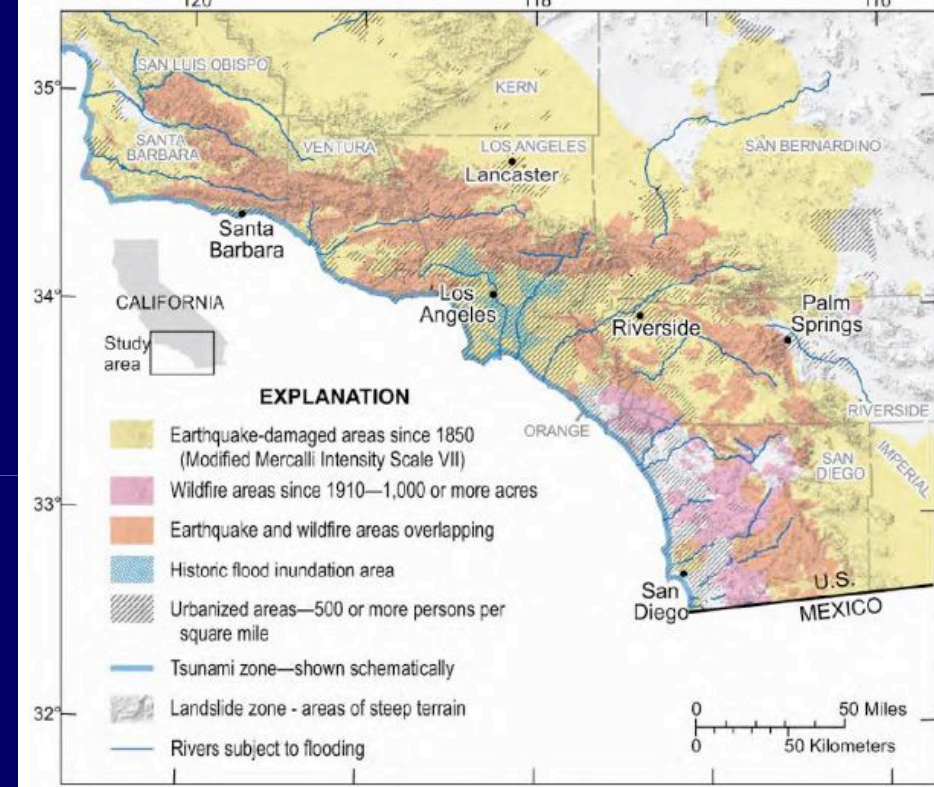 120
118
116
35°
SAN LUIS OBISPO
KERN
SANTA
BARBARA
VENTURA
LOS ANGELES
Lancaster
SAN BERNARDINO
Santa
Barbara
34°
CALIFORNIA
Study
area
Los
Angeles
Riverside
Palm
Springs
EXPLANATION
ORANGE
RIVERSIDE
SAN
DIEGO
IMPERIAL
Earthquake-damaged areas since 1850
(Modified Mercalli Intensity Scale VII)
33°
Wildfire areas since 1910—1,000 or more acres
Earthquake and wildfire areas overlapping
Historic flood inundation area
Urbanized areas—500 or more persons per
square mile
San
Diego
U.S.
MEXICO
Tsunami zone—shown schematically
32°
Landslide zone - areas of steep terrain
Rivers subject to flooding
0 50 Miles
0 50 Kilometers